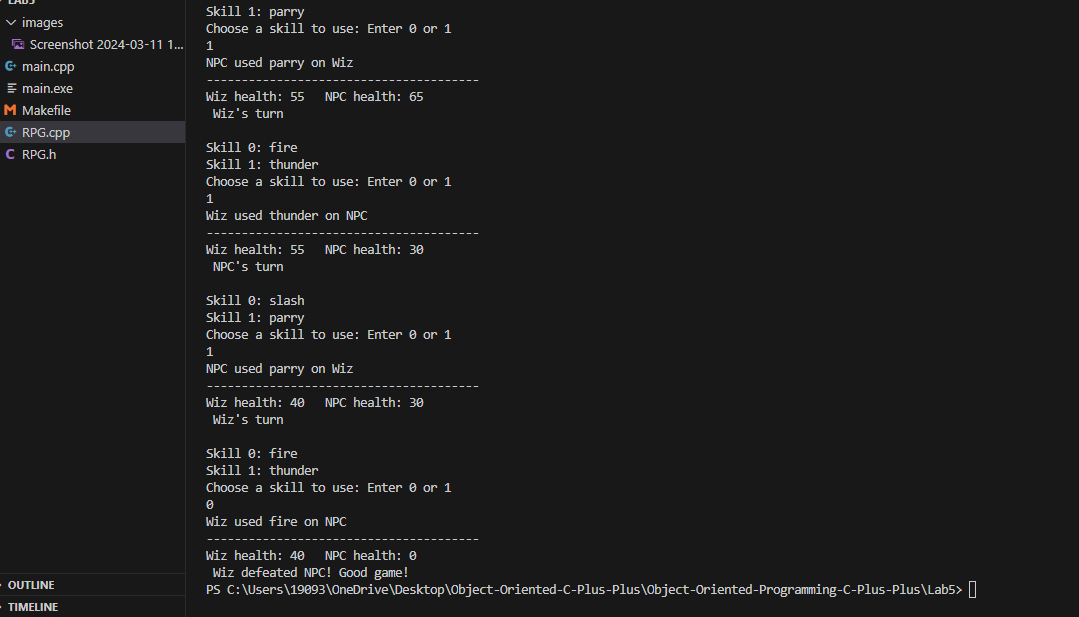 LAB5
images
Screenshot 2024-03-11 1...
main.cpp
main.exe
Makefile
RPG.cpp
RPG.h
OUTLINE
TIMELINE
Skill 1: parry
Choose a skill to use: Enter 0 or 1
1
NPC used parry on Wiz
---------------------------------------
Wiz health: 55   NPC health: 65
 Wiz's turn

Skill 0: fire
Skill 1: thunder
Choose a skill to use: Enter 0 or 1
1
Wiz used thunder on NPC
---------------------------------------
Wiz health: 55   NPC health: 30
 NPC's turn

Skill 0: slash
Skill 1: parry
Choose a skill to use: Enter 0 or 1
1
NPC used parry on Wiz
---------------------------------------
Wiz health: 40   NPC health: 30
 Wiz's turn

Skill 0: fire
Skill 1: thunder
Choose a skill to use: Enter 0 or 1
0
Wiz used fire on NPC
---------------------------------------
Wiz health: 40   NPC health: 0
 Wiz defeated NPC! Good game!
PS C:\Users\19093\OneDrive\Desktop\Object-Oriented-C-Plus-Plus\Object-Oriented-Programming-C-Plus-Plus\Lab5>